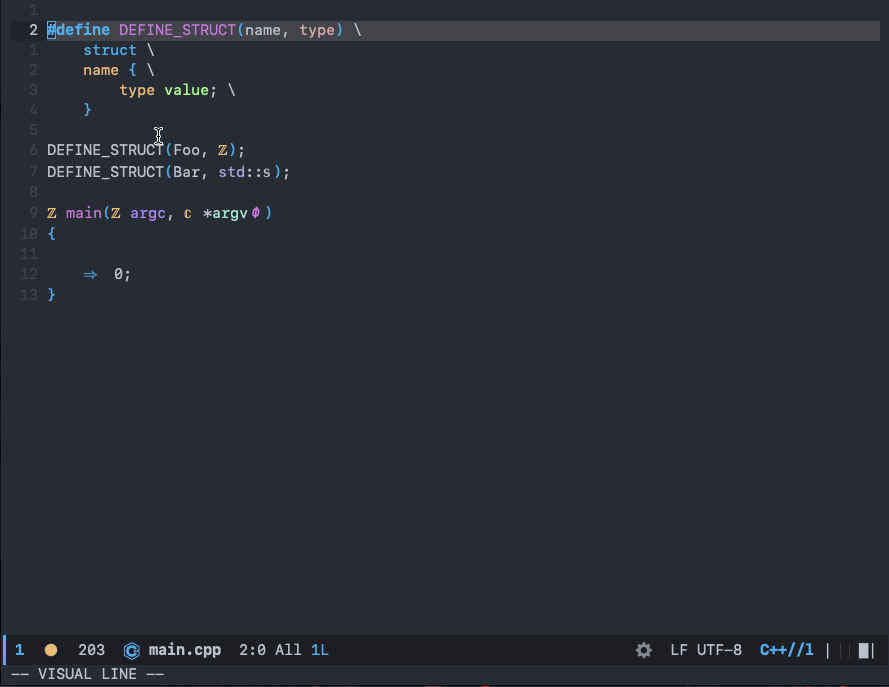 1
2 #define DEFINE_STRUCT(name, type) \
1     struct \
2     name { \
3         type value; \
4     }
5
6 DEFINE_STRUCT(Foo, ℤ);
7 DEFINE_STRUCT(Bar, std::s);
8
9 ℤ main(ℤ argc, 𝕔 *argv∅)
10 {
11
12     ⇒  0;
13 }
1 203 main.cpp 2:0 All 1L LF UTF-8 C++//l |
-- VISUAL LINE --